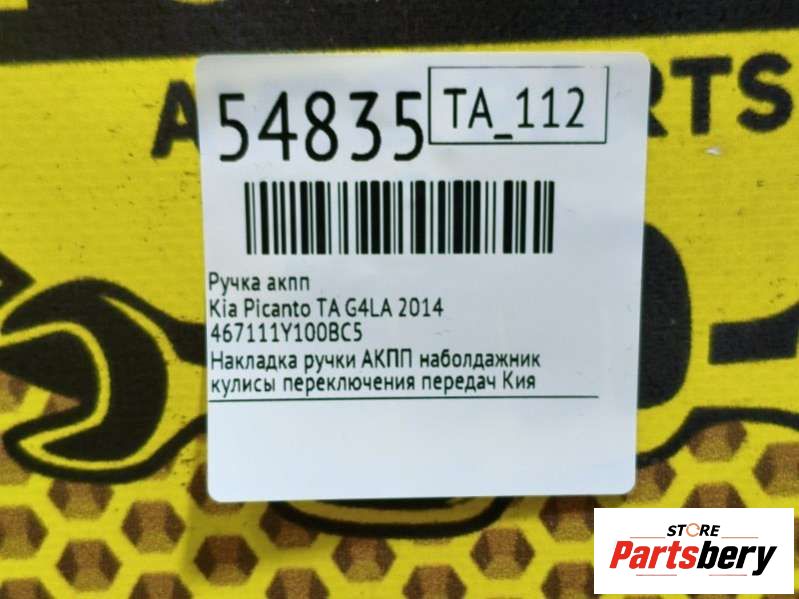 54835
TA_112
Ручка акпп
Kia Picanto TA G4LA 2014
467111Y100BC5
Накладка ручки АКПП наболдажник
кулисы переключения передач Кия
STORE
Partsbery